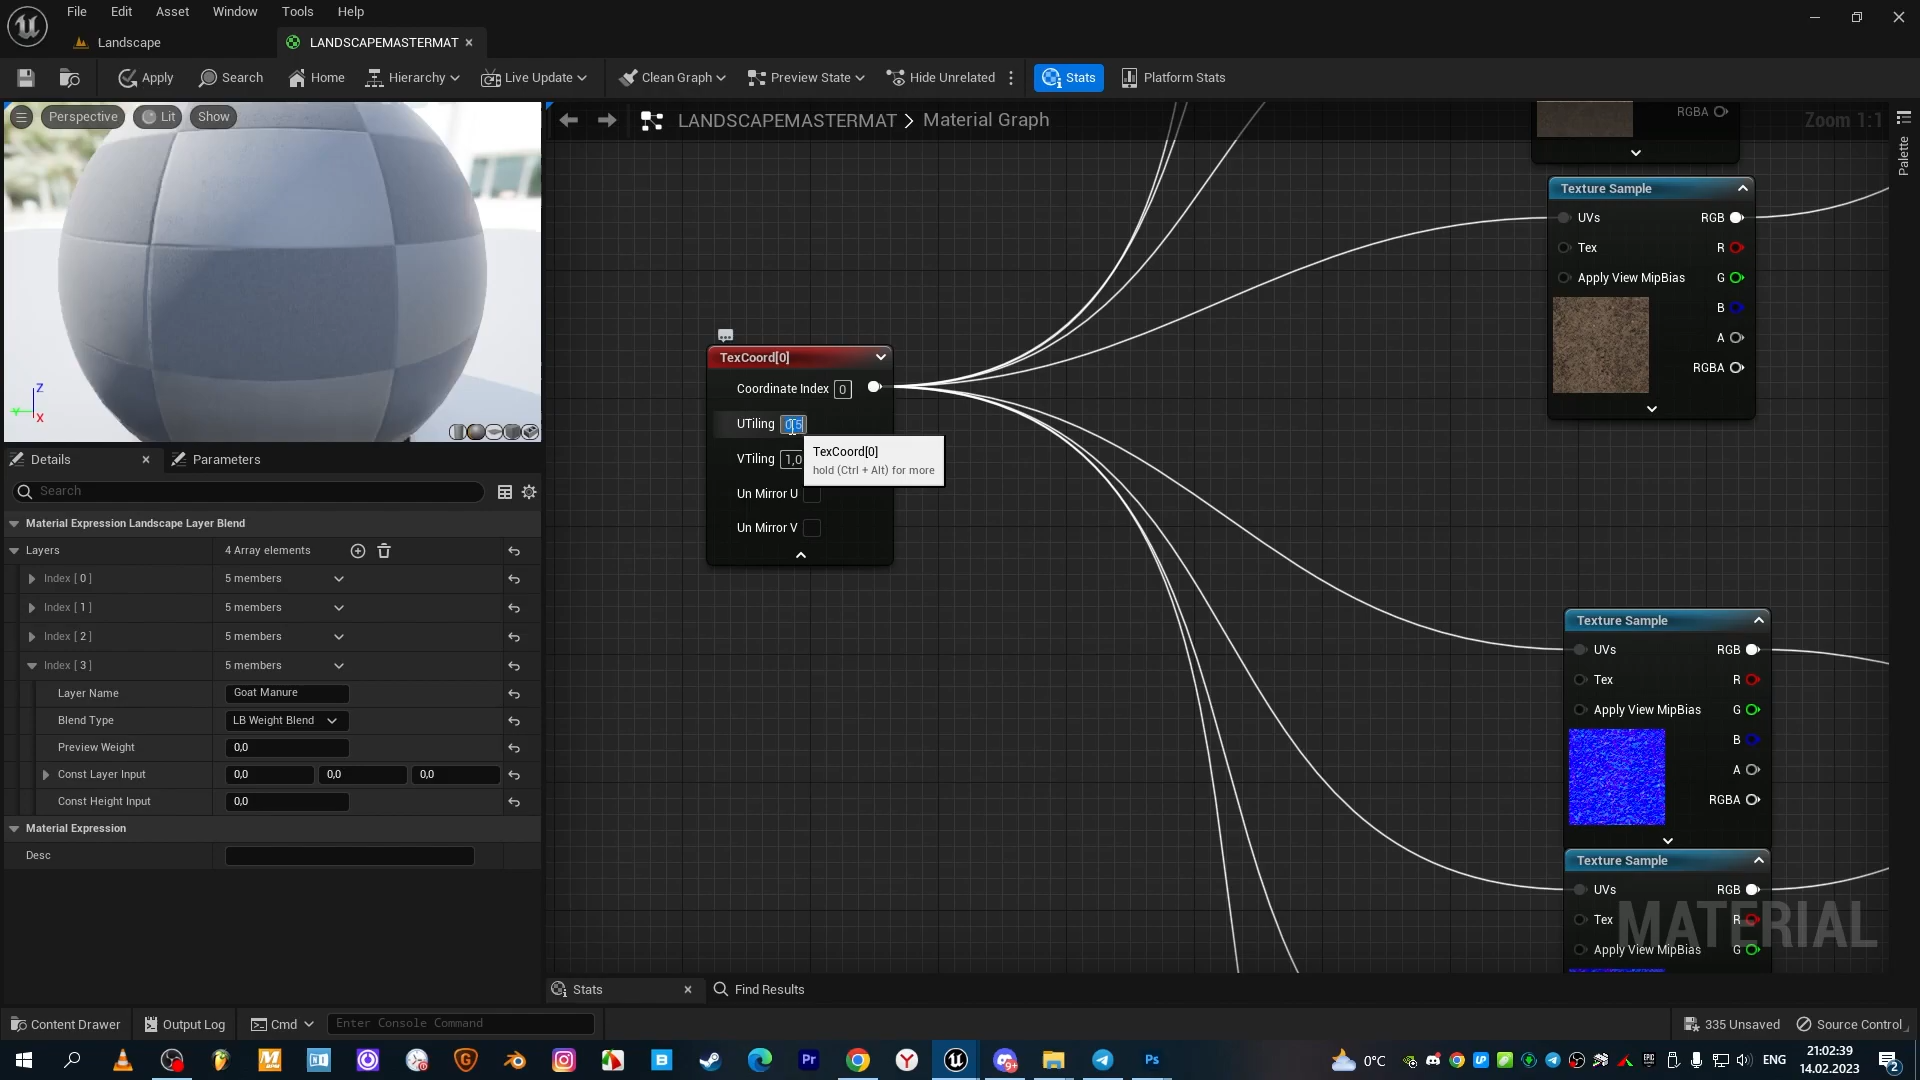 File Edit Asset Window Tools Help
Landscape
LANDSCAPEMASTERMAT
Apply Search Home Hierarchy Live Update Clean Graph Preview State Hide Unrelated Stats Platform Stats
Perspective Lit Show
Z
Y
X
LANDSCAPEMASTERMAT > Material Graph
Zoom 1:1
Palette
RGBA
Texture Sample
UVs RGB
Tex R
Apply View MipBias G
B
A
RGBA
TexCoord[0]
Coordinate Index 0
UTiling 0,5
VTiling 1,0
Un Mirror U
Un Mirror V
TexCoord[0]
hold (Ctrl + Alt) for more
Texture Sample
UVs RGB
Tex R
Apply View MipBias G
B
A
RGBA
Texture Sample
UVs RGB
Tex R
Apply View MipBias G
MATERIAL
Details Parameters
Search
Material Expression Landscape Layer Blend
Layers 4 Array elements
Index [ 0 ] 5 members
Index [ 1 ] 5 members
Index [ 2 ] 5 members
Index [ 3 ] 5 members
Layer Name Goat Manure
Blend Type LB Weight Blend
Preview Weight 0,0
Const Layer Input 0,0 0,0 0,0
Const Height Input 0,0
Material Expression
Desc
Stats Find Results
Content Drawer Output Log Cmd Enter Console Command 335 Unsaved Source Control
0°C ENG 21:02:39
14.02.2023